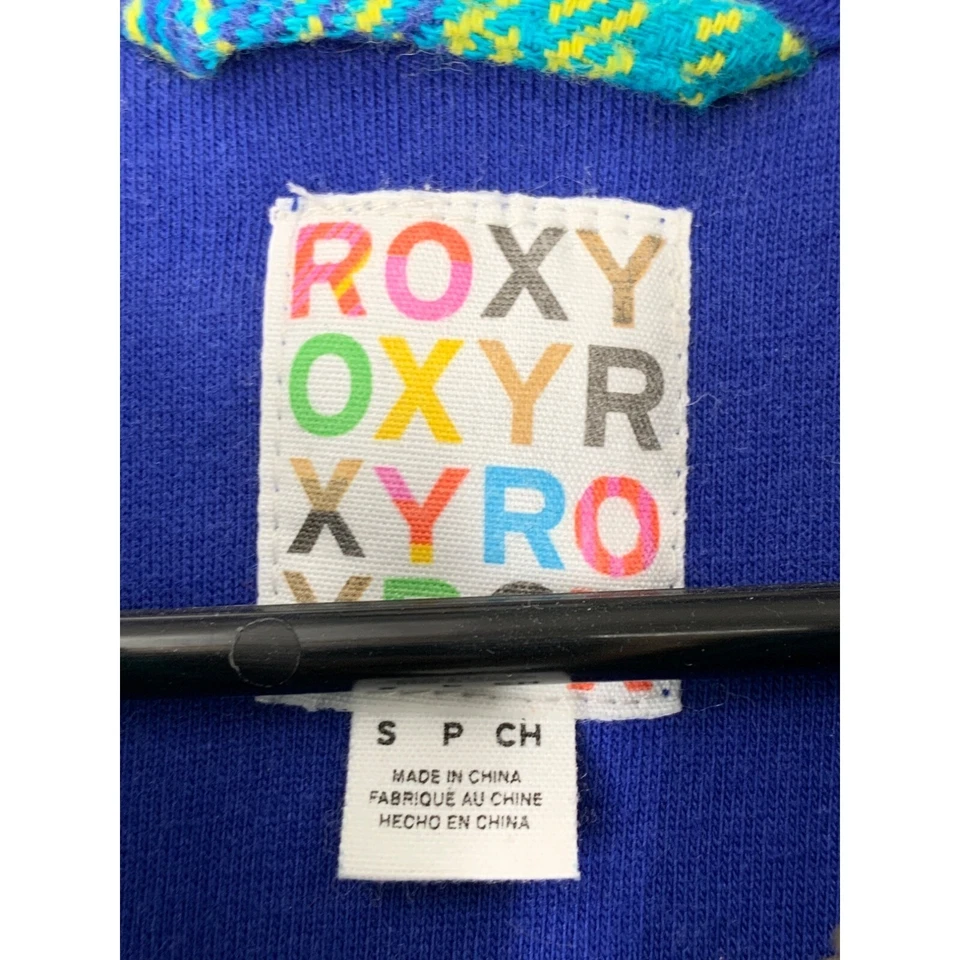 ROXY
OXYR
XYRO
S P CH
MADE IN CHINA
FABRIQUÉ AU CHINE
HECHO EN CHINA